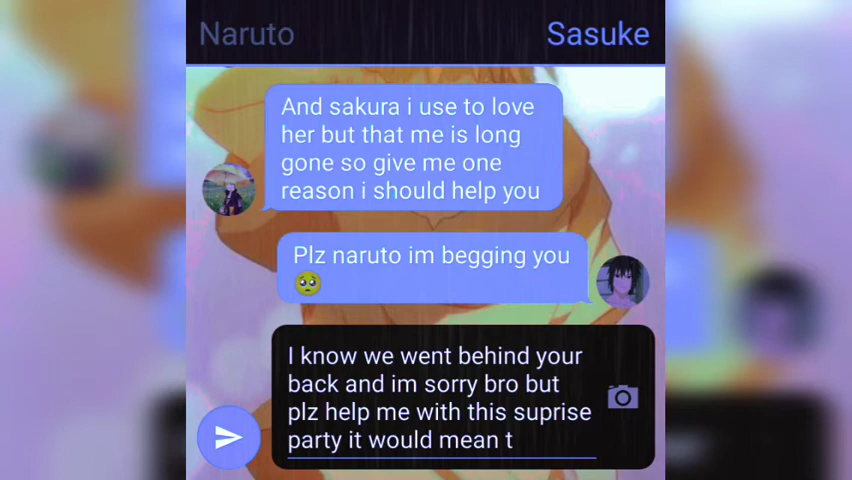 Naruto
Sasuke
And sakura i use to love
her but that me is long
gone so give me one
reason i should help you
Plz naruto im begging you
🥺
I know we went behind your
back and im sorry bro but
plz help me with this suprise
party it would mean t